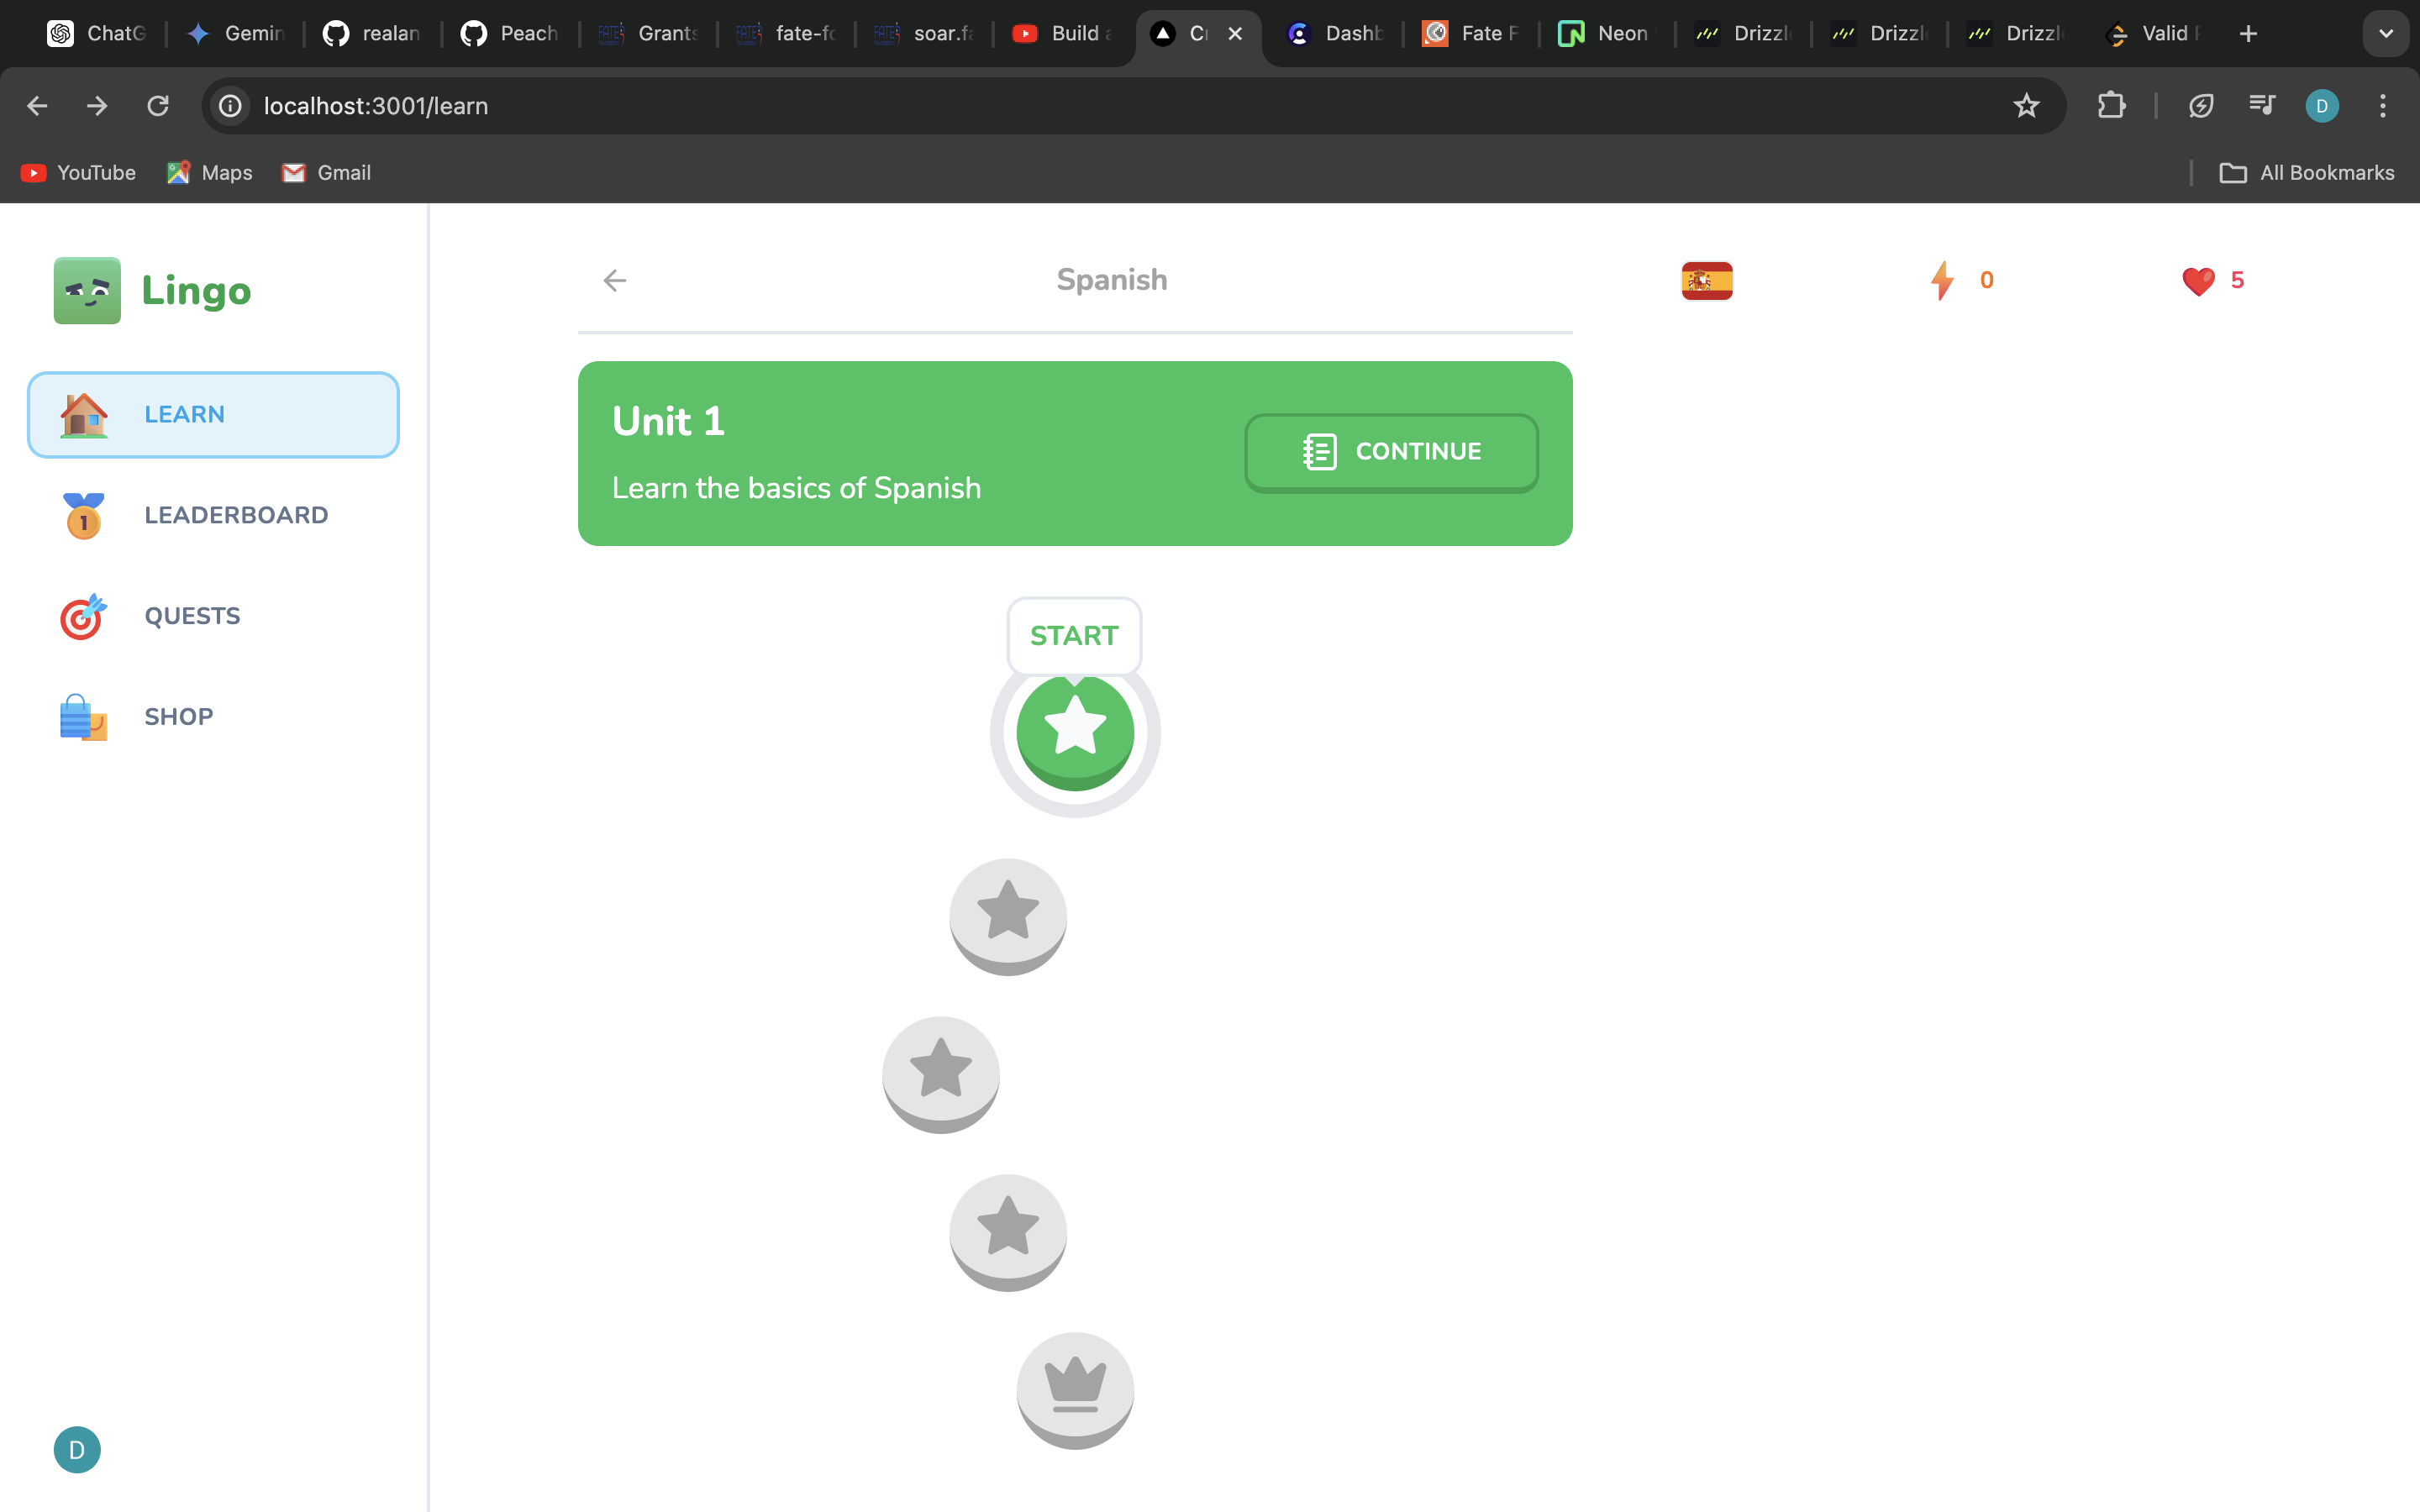 ChatG
Gemin
realan
Peach
Grants
fate-fo
soar.fa
Build a
Dashb
Fate F
Neon
Drizzl
Drizzl
Drizzl
Valid
localhost:3001/learn
D
YouTube
Maps
Gmail
All Bookmarks
Lingo
LEARN
LEADERBOARD
QUESTS
SHOP
D
Spanish
0
5
Unit 1
Learn the basics of Spanish
CONTINUE
START
1